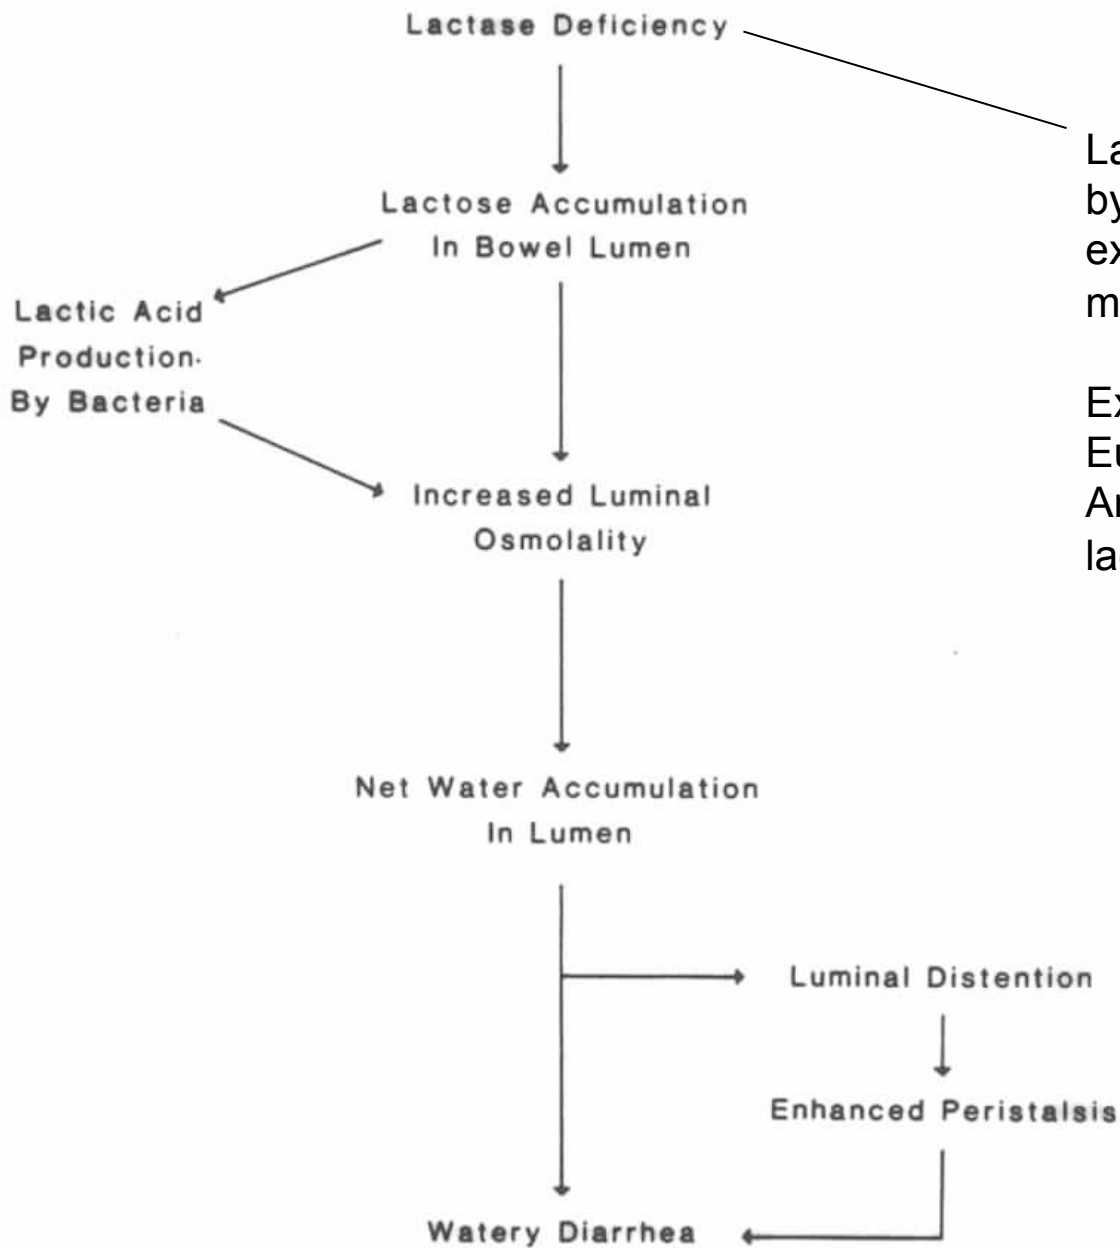 Lactase Deficiency
Lactose Accumulation
In Bowel Lumen
Lactic Acid
Production
By Bacteria
Increased Luminal
Osmolality
Net Water Accumulation
In Lumen
Luminal Distention
Enhanced Peristalsis
Watery Diarrhea
by